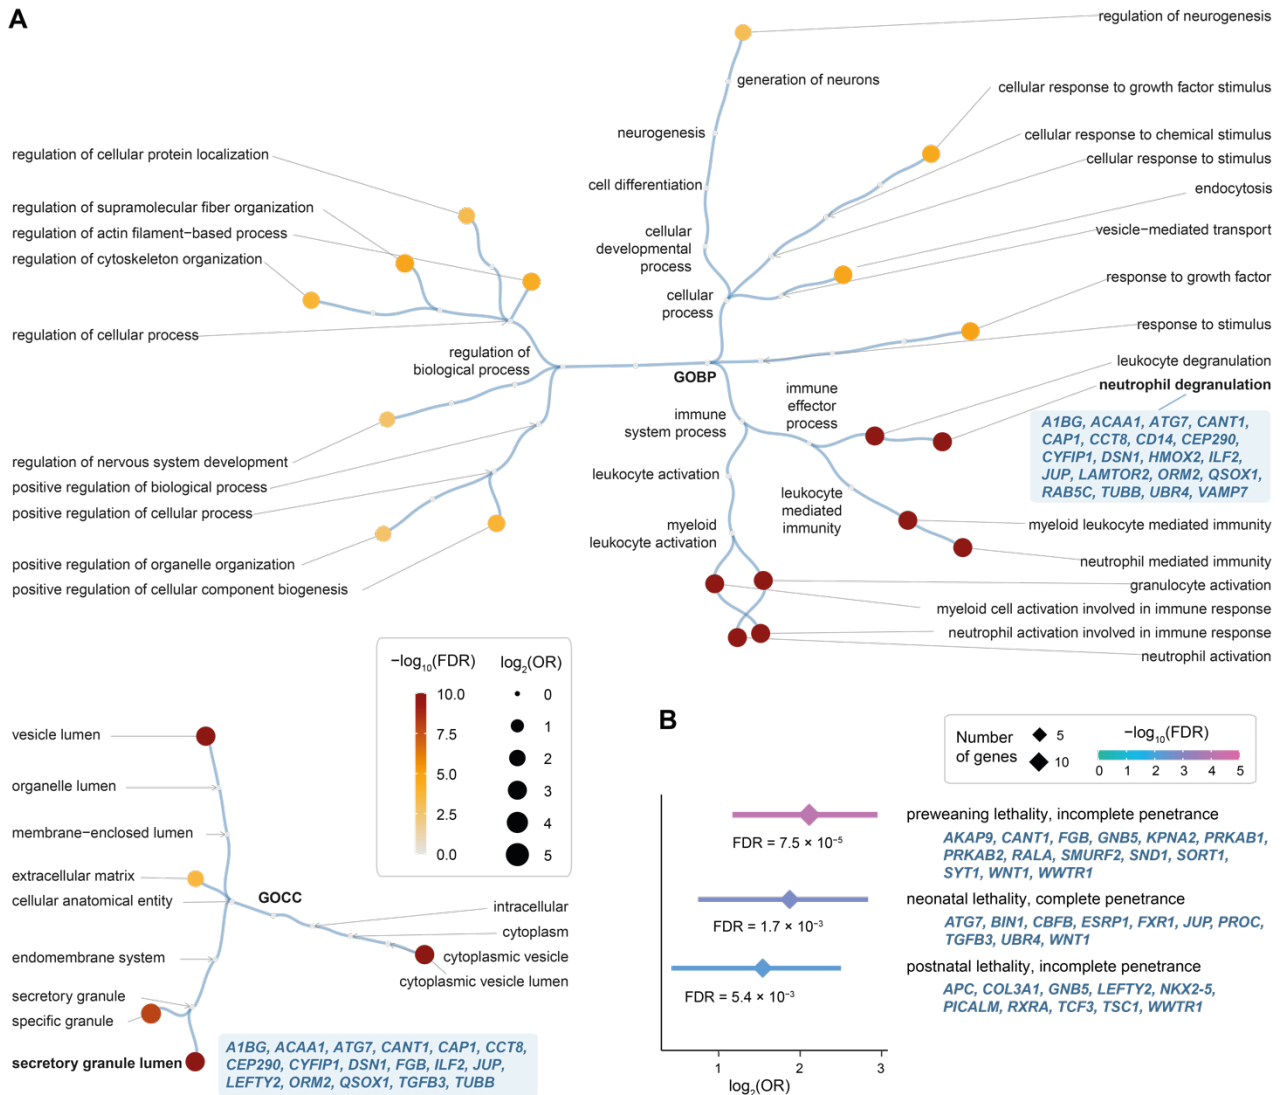 A
regulation of neurogenesis
generation of neurons
cellular response to growth factor stimulus
neurogenesis
cellular response to chemical stimulus
regulation of cellular protein localization
cellular response to stimulus
cell differentiation
endocytosis
regulation of supramolecular fiber organization
regulation of actin filament−based process
cellular
developmental
process
vesicle−mediated transport
regulation of cytoskeleton organization
response to growth factor
cellular
process
response to stimulus
regulation of cellular process
regulation of
biological process
GOBP
leukocyte degranulation
neutrophil degranulation
immune
effector
process
immune
system process
A1BG, ACAA1, ATG7, CANT1,
CAP1, CCT8, CD14, CEP290,
CYFIP1, DSN1, HMOX2, ILF2,
JUP, LAMTOR2, ORM2, QSOX1,
RAB5C, TUBB, UBR4, VAMP7
regulation of nervous system development
positive regulation of biological process
positive regulation of cellular process
leukocyte activation
leukocyte
mediated
immunity
myeloid
leukocyte activation
myeloid leukocyte mediated immunity
positive regulation of organelle organization
neutrophil mediated immunity
positive regulation of cellular component biogenesis
granulocyte activation
myeloid cell activation involved in immune response
neutrophil activation involved in immune response
neutrophil activation
−log10(FDR)
10.0
7.5
5.0
2.5
0.0
log2(OR)
0
1
2
3
4
5
vesicle lumen
organelle lumen
membrane−enclosed lumen
extracellular matrix
cellular anatomical entity
GOCC
intracellular
cytoplasm
cytoplasmic vesicle
cytoplasmic vesicle lumen
endomembrane system
secretory granule
specific granule
secretory granule lumen
A1BG, ACAA1, ATG7, CANT1, CAP1, CCT8,
CEP290, CYFIP1, DSN1, FGB, ILF2, JUP,
LEFTY2, ORM2, QSOX1, TGFB3, TUBB
B
Number
of genes
5
10
−log10(FDR)
0 1 2 3 4 5
preweaning lethality, incomplete penetrance
FDR = 7.5 × 10−5
AKAP9, CANT1, FGB, GNB5, KPNA2, PRKAB1,
PRKAB2, RALA, SMURF2, SND1, SORT1,
SYT1, WNT1, WWTR1
neonatal lethality, complete penetrance
FDR = 1.7 × 10−3
ATG7, BIN1, CBFB, ESRP1, FXR1, JUP, PROC,
TGFB3, UBR4, WNT1
postnatal lethality, incomplete penetrance
FDR = 5.4 × 10−3
APC, COL3A1, GNB5, LEFTY2, NKX2-5,
PICALM, RXRA, TCF3, TSC1, WWTR1
1 2 3
log2(OR)